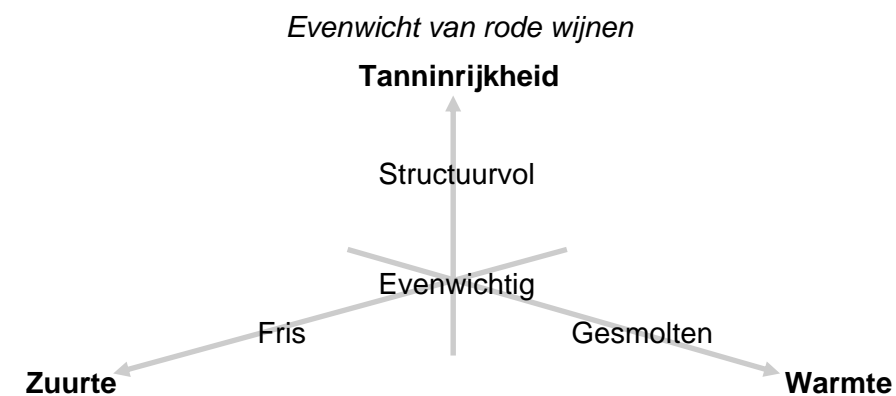 Evenwicht van rode wijnen
Tanninrijkheid
Structuurvol
Evenwichtig
Fris
Gesmolten
Zuurte
Warmte